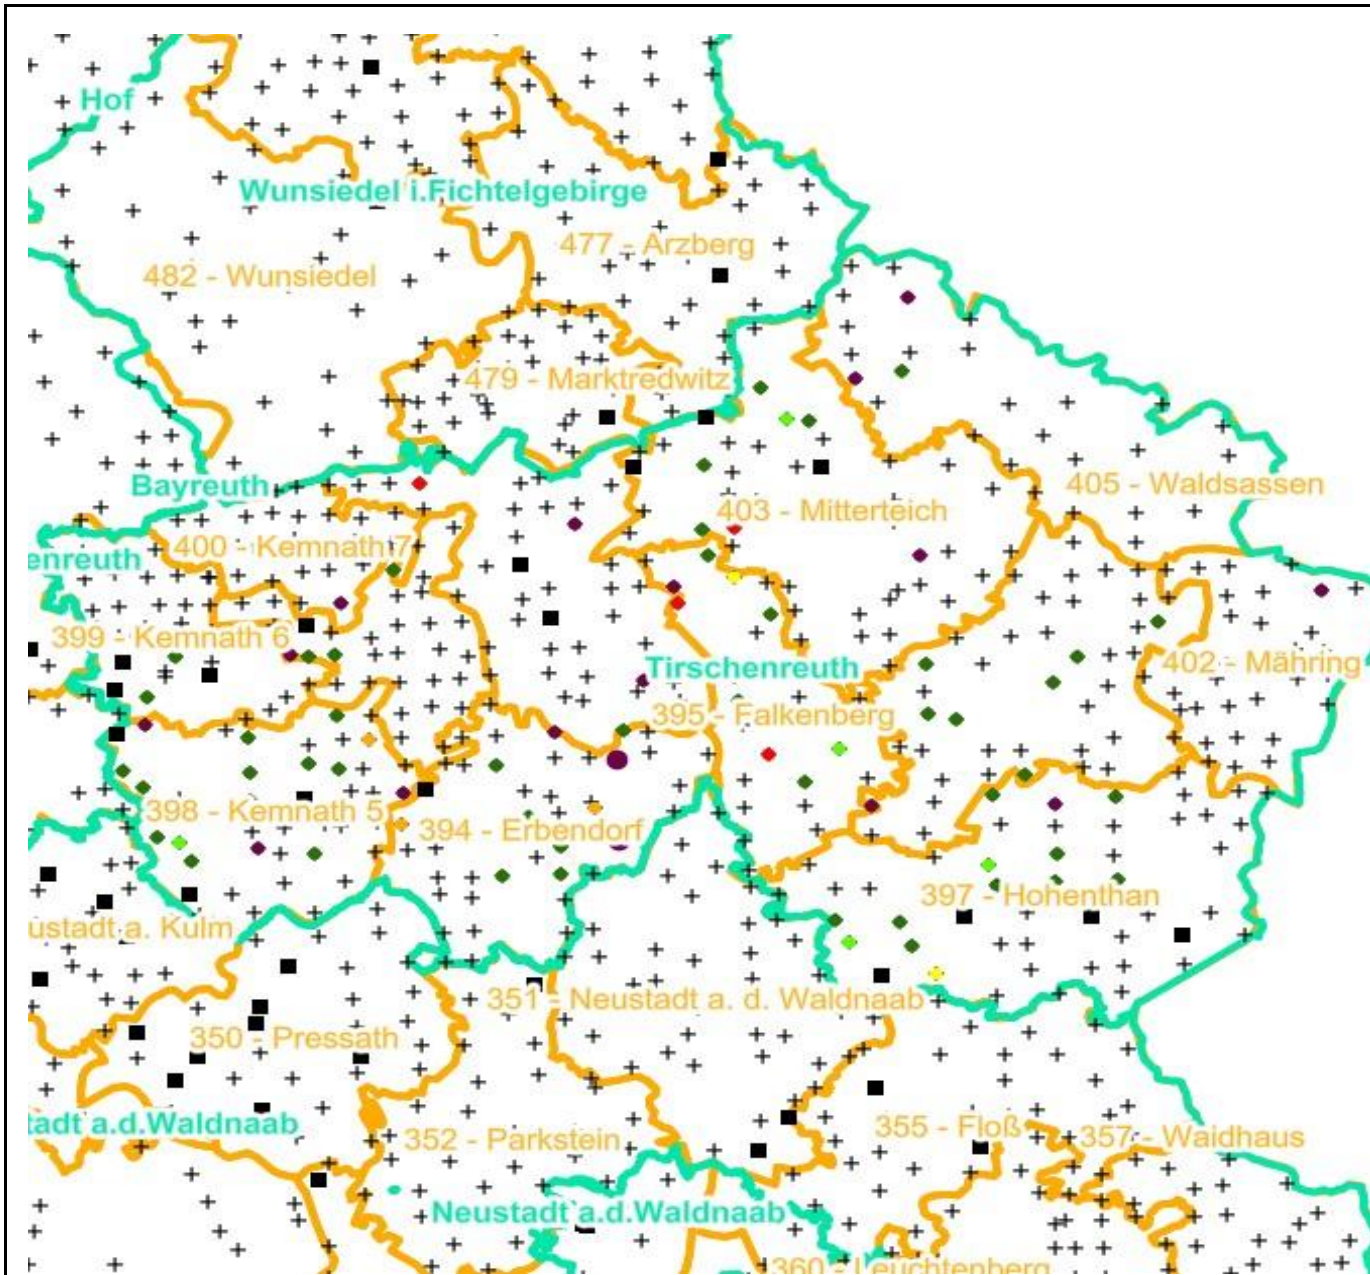 Hof
Wunsiedel i.Fichtelgebirge
477 - Arzberg
482 - Wunsiedel
479 - Marktredwitz
Bayreuth
405 - Waldsassen
403 - Mitterteich
400 - Kemnath 7
enreuth
399 - Kemnath 6
Tirschenreuth
402 - Mähring
395 - Falkenberg
398 - Kemnath 5
394 - Erbendorf
397 - Hohenthan
ustadt a. Kulm
351 - Neustadt a. d. Waldnaab
350 - Pressath
tadt a.d.Waldnaab
352 - Parkstein
355 - Floß
357 - Waidhaus
Neustadt a.d.Waldnaab
360 - Leuchtenberg